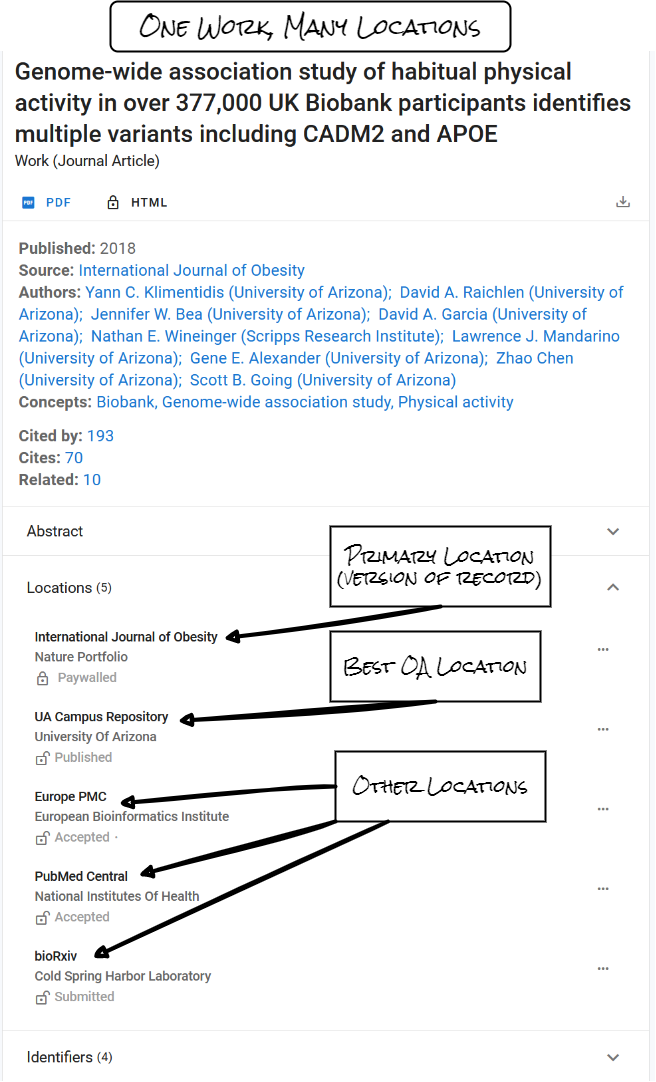 One Work, Many Locations
Genome-wide association study of habitual physical
activity in over 377,000 UK Biobank participants identifies
multiple variants including CADM2 and APOE
Work (Journal Article)
PDF PDF HTML
Published: 2018
Source: International Journal of Obesity
Authors: Yann C. Klimentidis (University of Arizona); David A. Raichlen (University of
Arizona); Jennifer W. Bea (University of Arizona); David A. Garcia (University of
Arizona); Nathan E. Wineinger (Scripps Research Institute); Lawrence J. Mandarino
(University of Arizona); Gene E. Alexander (University of Arizona); Zhao Chen
(University of Arizona); Scott B. Going (University of Arizona)
Concepts: Biobank, Genome-wide association study, Physical activity
Cited by: 193
Cites: 70
Related: 10
Abstract
Primary Location
(version of record)
Locations (5)
International Journal of Obesity
Nature Portfolio
Paywalled
Best OA Location
UA Campus Repository
University Of Arizona
Published
Other Locations
Europe PMC
European Bioinformatics Institute
Accepted ·
PubMed Central
National Institutes Of Health
Accepted
bioRxiv
Cold Spring Harbor Laboratory
Submitted
Identifiers (4)